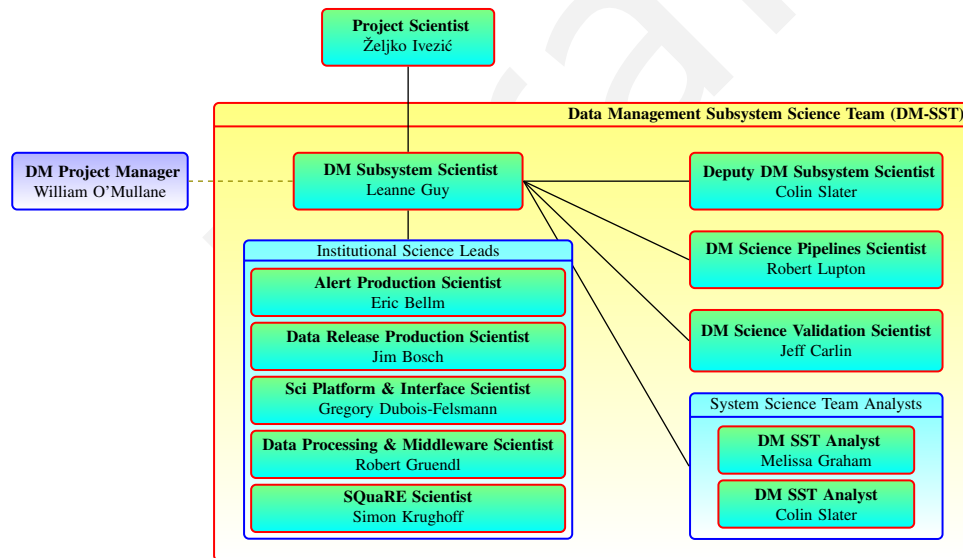 Project Scientist
Željko Ivezić
Data Management Subsystem Science Team (DM-SST)
DM Project Manager
William O’Mullane
DM Subsystem Scientist
Leanne Guy
Deputy DM Subsystem Scientist
Colin Slater
Institutional Science Leads
Alert Production Scientist
Eric Bellm
Data Release Production Scientist
Jim Bosch
Sci Platform & Interface Scientist
Gregory Dubois-Felsmann
Data Processing & Middleware Scientist
Robert Gruendl
SQuaRE Scientist
Simon Krughoff
DM Science Pipelines Scientist
Robert Lupton
DM Science Validation Scientist
Jeff Carlin
System Science Team Analysts
DM SST Analyst
Melissa Graham
DM SST Analyst
Colin Slater